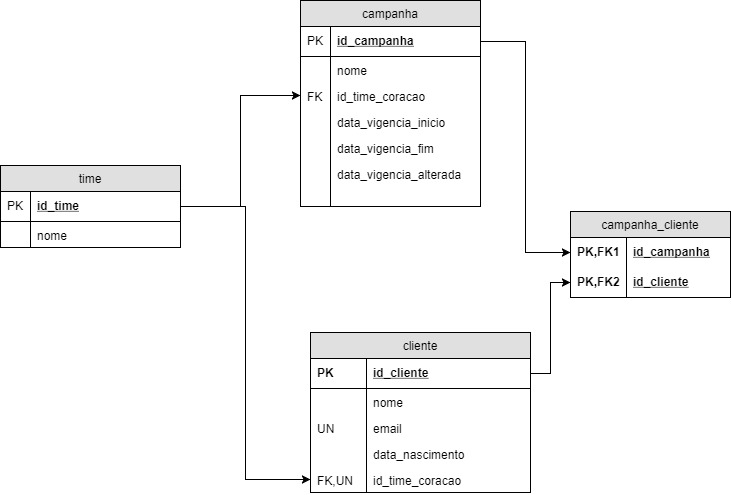 campanha
PK id_campanha
nome
FK id_time_coracao
data_vigencia_inicio
data_vigencia_fim
data_vigencia_alterada
time
PK id_time
nome
campanha_cliente
PK,FK1 id_campanha
PK,FK2 id_cliente
cliente
PK id_cliente
nome
UN email
data_nascimento
FK,UN id_time_coracao